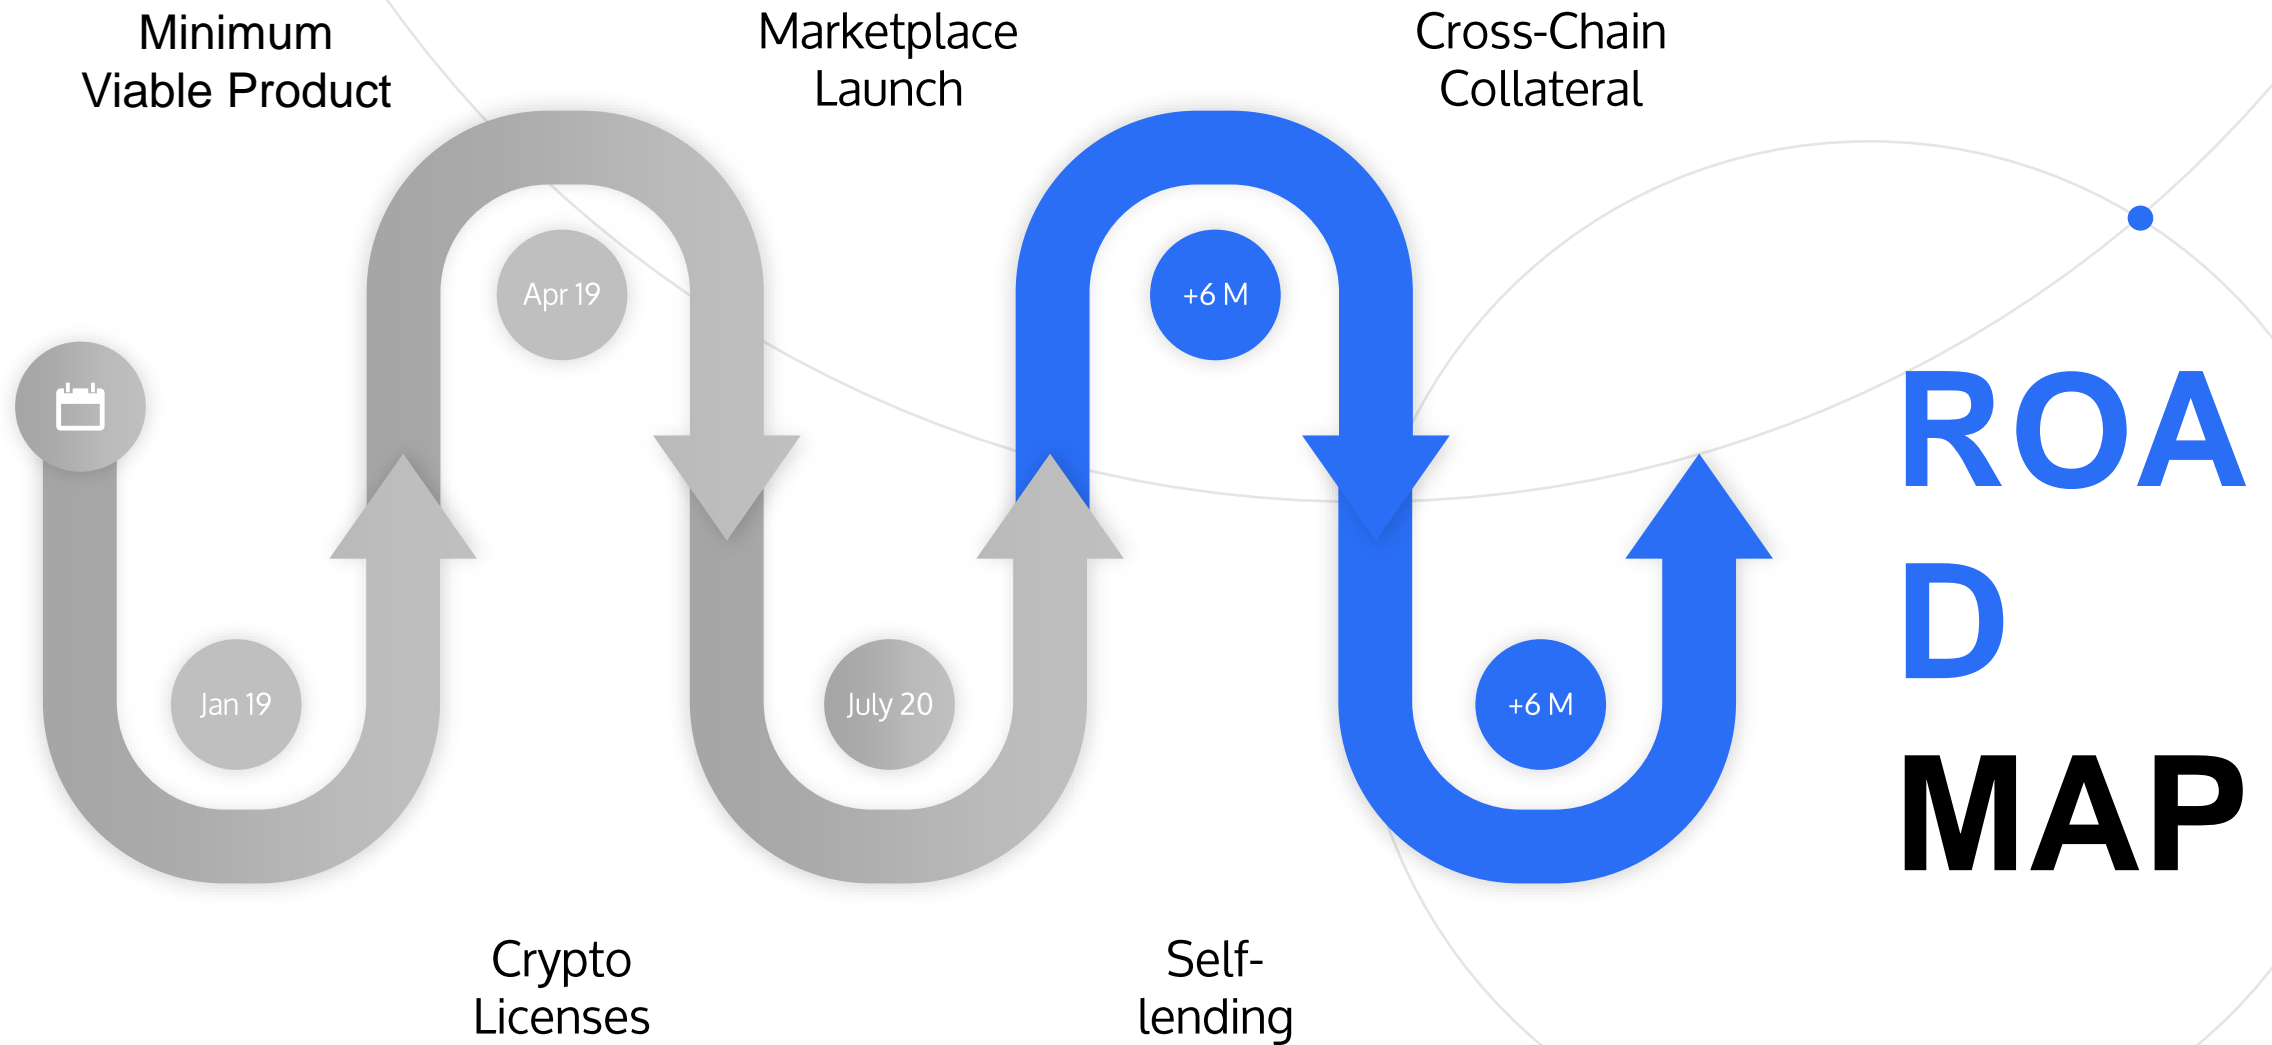 Minimum
Viable Product
Marketplace
Launch
Cross-Chain
Collateral
Apr 19
+6 M
Jan 19
July 20
+6 M
ROA
D
MAP
Crypto
Licenses
Self-
lending